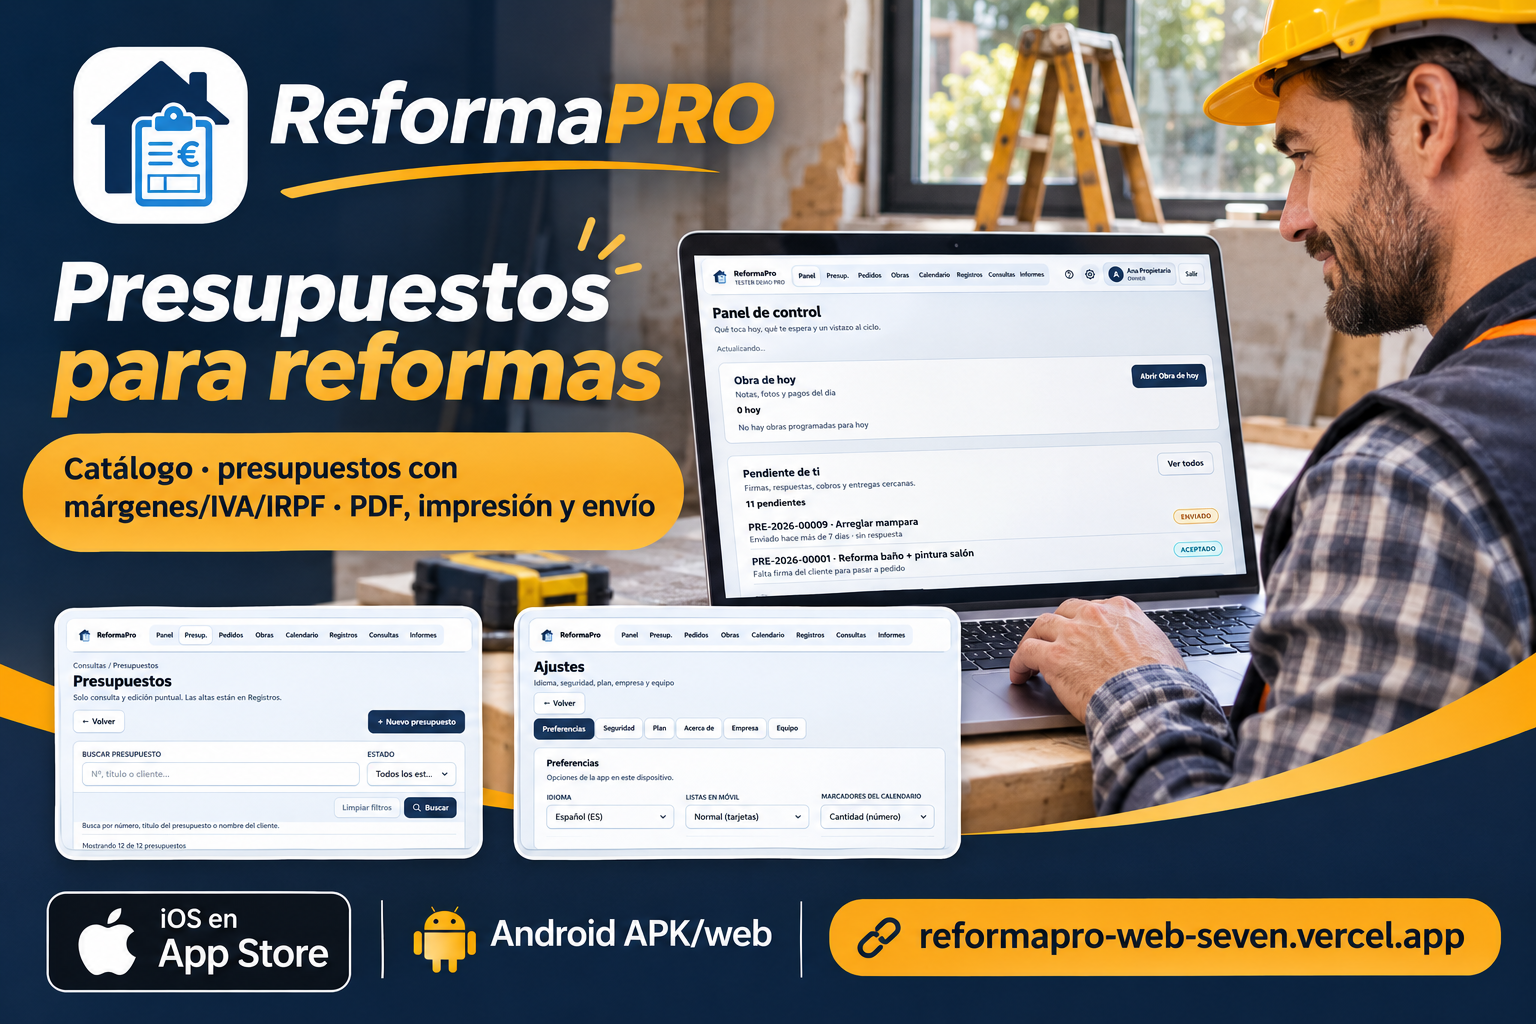 ReformaPRO
Presupuestos
para reformas
Catálogo · presupuestos con
márgenes/IVA/IRPF · PDF, impresión y envío
ReformaPro
TESTER DEMO PRO
Panel Presup. Pedidos Obras Calendario Registros Consultas Informes
A
Ana Propietaria
OWNER
Salir
Panel de control
Qué toca hoy, qué te espera y un vistazo al ciclo.
Actualizando...
Obra de hoy
Notas, fotos y pagos del día
0 hoy
No hay obras programadas para hoy
Abrir Obra de hoy
Pendiente de ti
Firmas, respuestas, cobros y entregas cercanas.
11 pendientes
Ver todos
PRE-2026-00009 · Arreglar mampara
Enviado hace más de 7 días · sin respuesta
ENVIADO
PRE-2026-00001 · Reforma baño + pintura salón
Falta firma del cliente para pasar a pedido
ACEPTADO
ReformaPro
Panel Presup. Pedidos Obras Calendario Registros Consultas Informes
Consultas / Presupuestos
Presupuestos
Solo consulta y edición puntual. Las altas están en Registros.
← Volver
+ Nuevo presupuesto
BUSCAR PRESUPUESTO
Nº, título o cliente...
ESTADO
Todos los est...
Limpiar filtros
Buscar
Busca por número, título del presupuesto o nombre del cliente.
Mostrando 12 de 12 presupuestos
ReformaPro
Panel Presup. Pedidos Obras Calendario Registros Consultas Informes
Ajustes
Idioma, seguridad, plan, empresa y equipo
← Volver
Preferencias Seguridad Plan Acerca de Empresa Equipo
Preferencias
Opciones de la app en este dispositivo.
IDIOMA
Español (ES)
LISTAS EN MÓVIL
Normal (tarjetas)
MARCADORES DEL CALENDARIO
Cantidad (número)
iOS en
App Store
Android APK/web
reformapro-web-seven.vercel.app